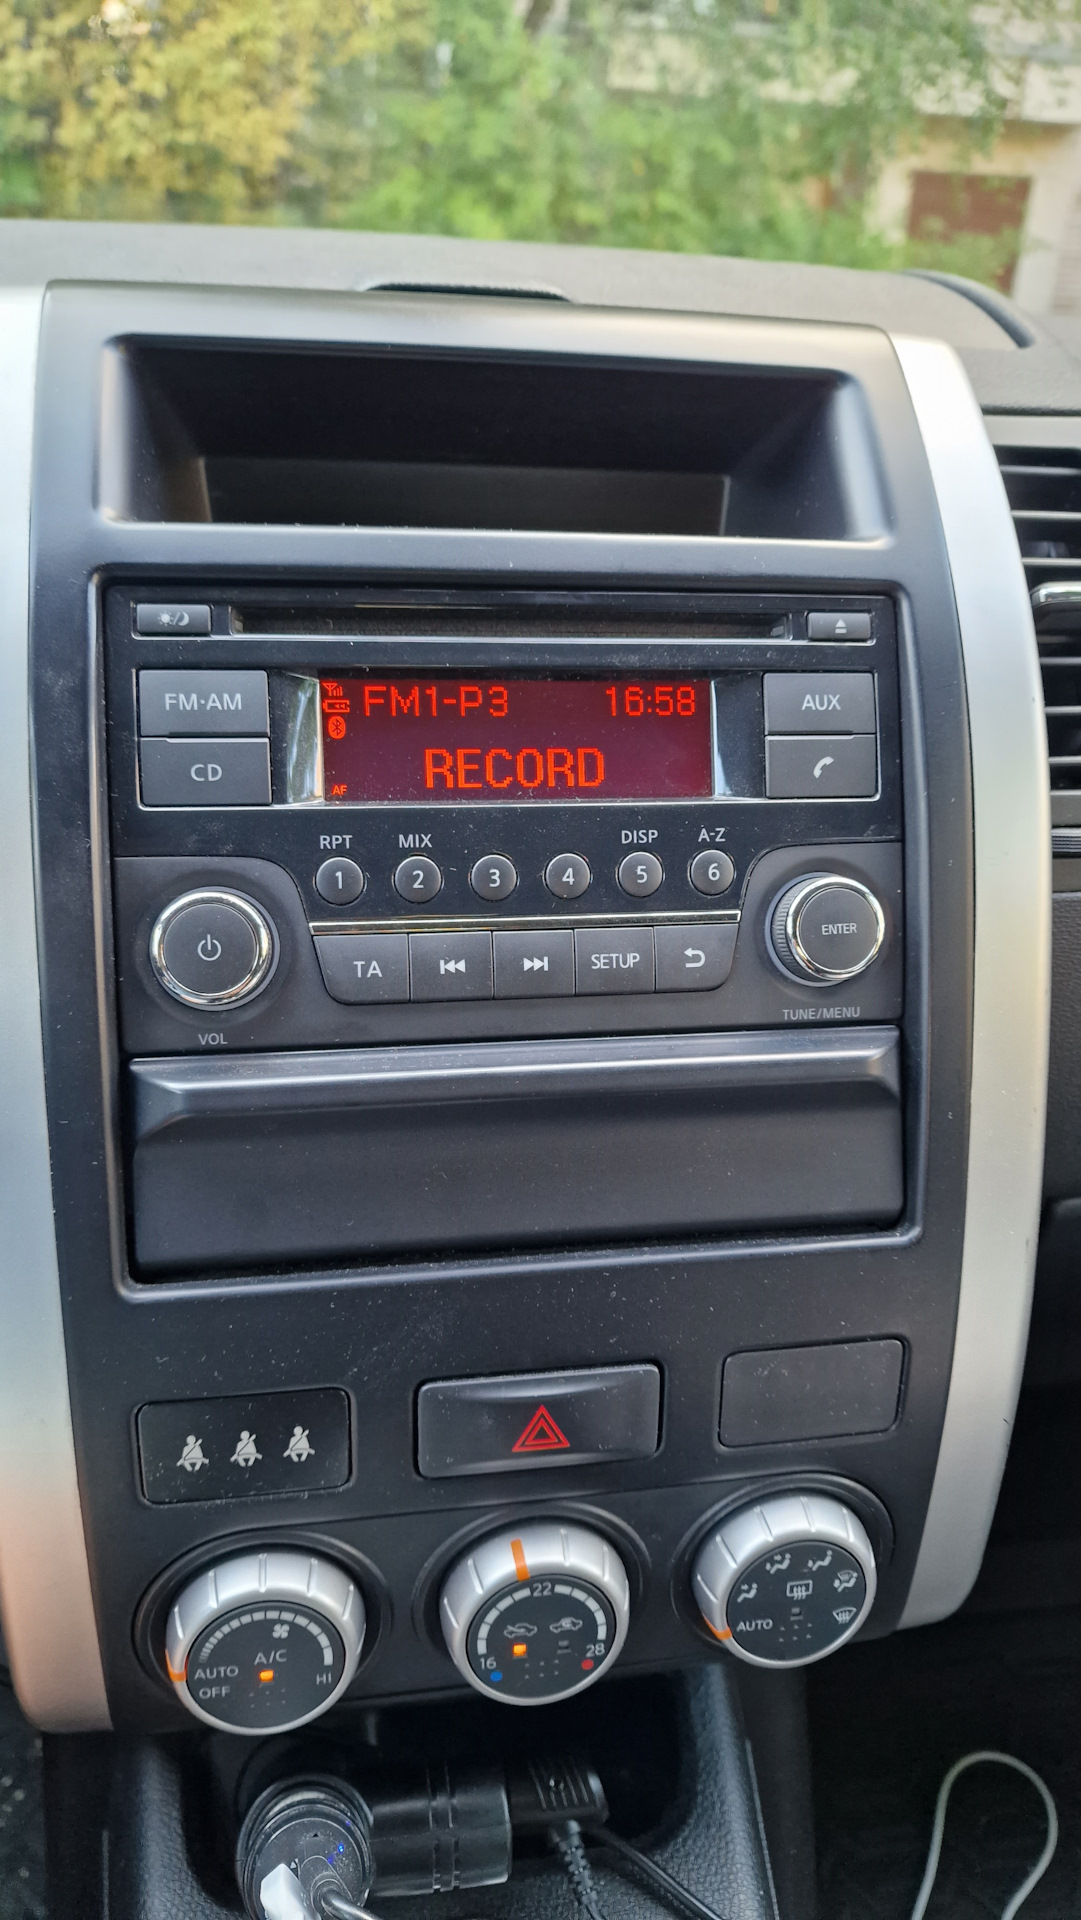 FM1-P3 16:58
FM·AM
AUX
CD
RECORD
AF
RPT MIX DISP A-Z
1 2 3 4 5 6
ENTER
TA SETUP
VOL
TUNE/MENU
22
16 28
A/C
AUTO
OFF
HI
AUTO